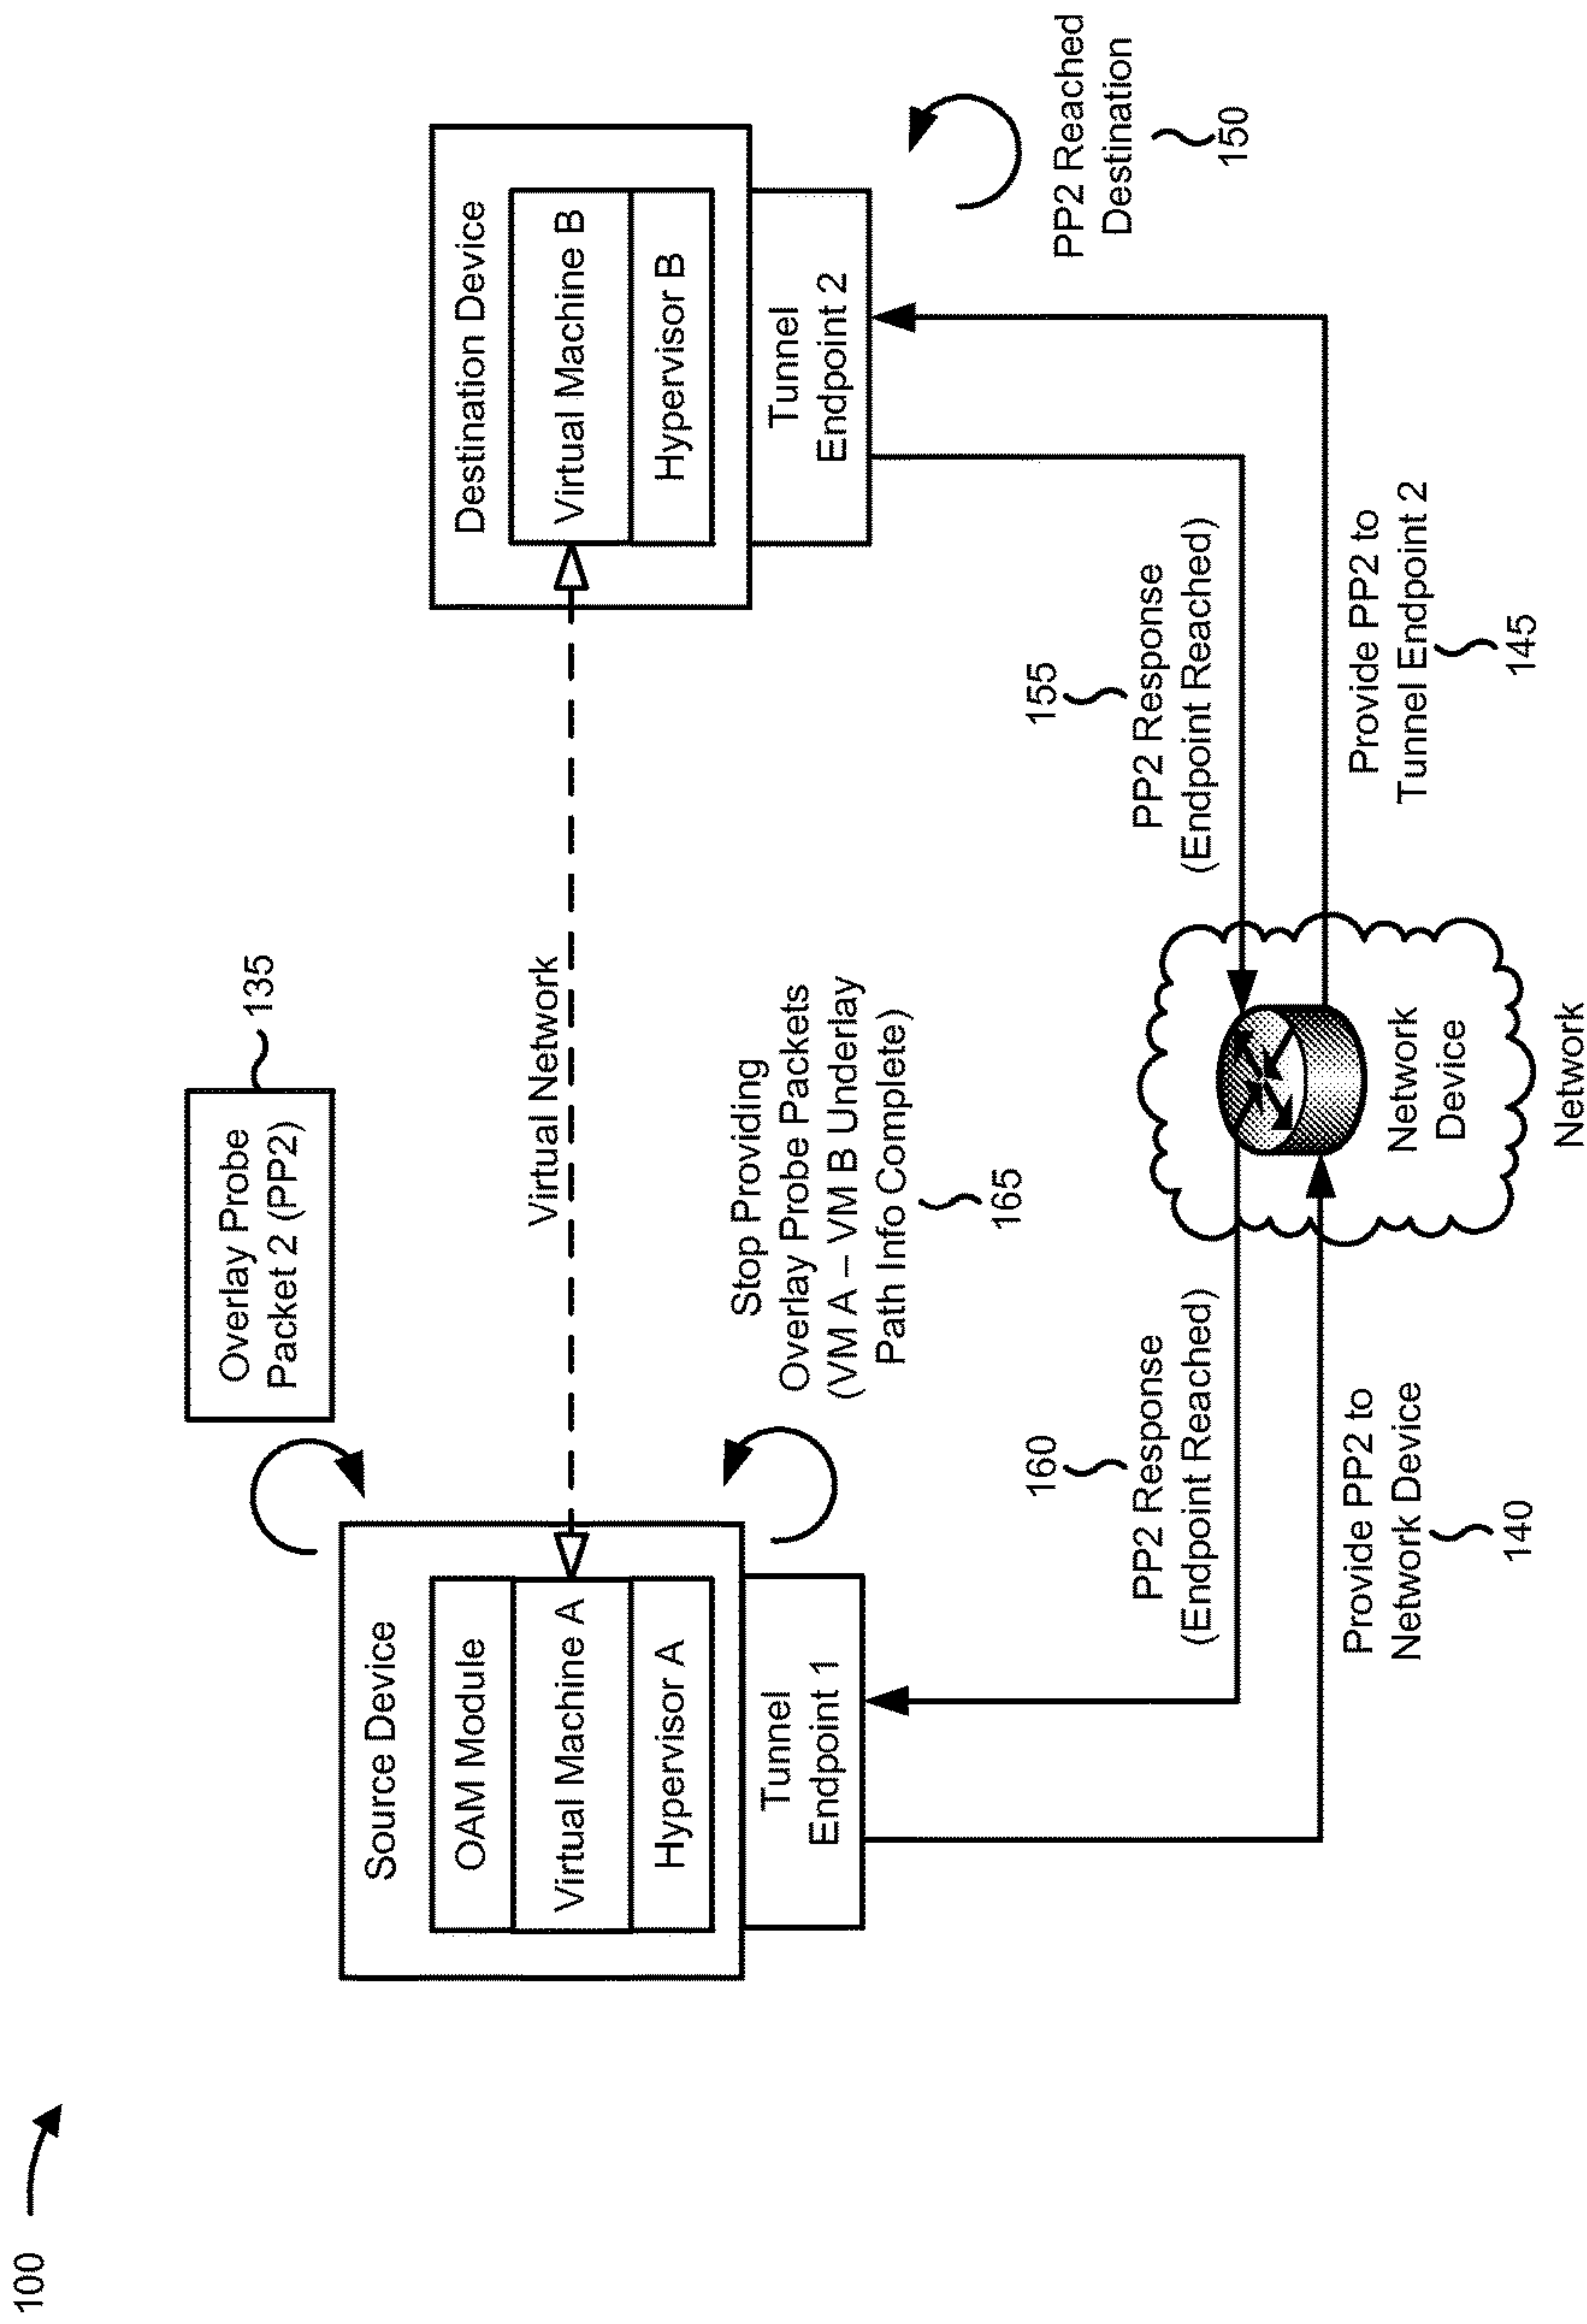 100
135
Overlay Probe
Packet 2 (PP2)
Source Device
OAM Module
Virtual Machine A
Hypervisor A
Tunnel
Endpoint 1
Virtual Network
Destination Device
Virtual Machine B
Hypervisor B
Tunnel
Endpoint 2
Stop Providing
Overlay Probe Packets
(VM A – VM B Underlay
Path Info Complete)
165
PP2 Reached
Destination
150
160
PP2 Response
(Endpoint Reached)
155
PP2 Response
(Endpoint Reached)
Provide PP2 to
Network Device
140
Network
Device
Network
Provide PP2 to
Tunnel Endpoint 2
145